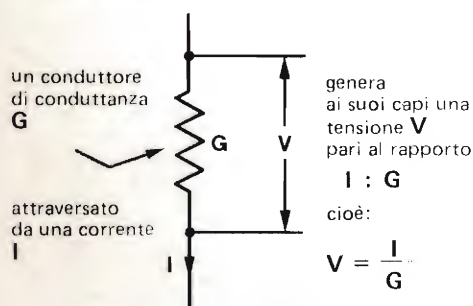 un conduttore
di conduttanza
G
attraversato
da una corrente
I
G
I
V
genera
ai suoi capi una
tensione V
pari al rapporto
I : G
cioè:
V = I/G